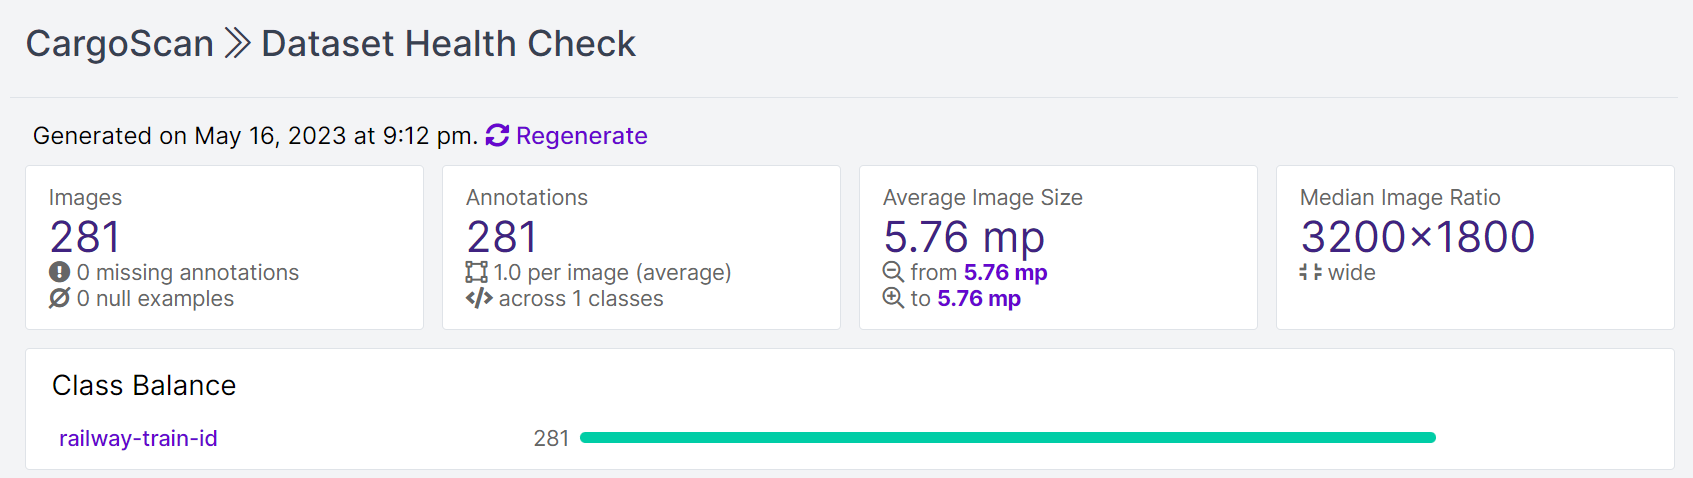 CargoScan Dataset Health Check
Generated on May 16, 2023 at 9:12 pm. Regenerate
Images
281
0 missing annotations
0 null examples
Annotations
281
1.0 per image (average)
across 1 classes
Average Image Size
5.76 mp
from 5.76 mp
to 5.76 mp
Median Image Ratio
3200×1800
wide
Class Balance
railway-train-id 281